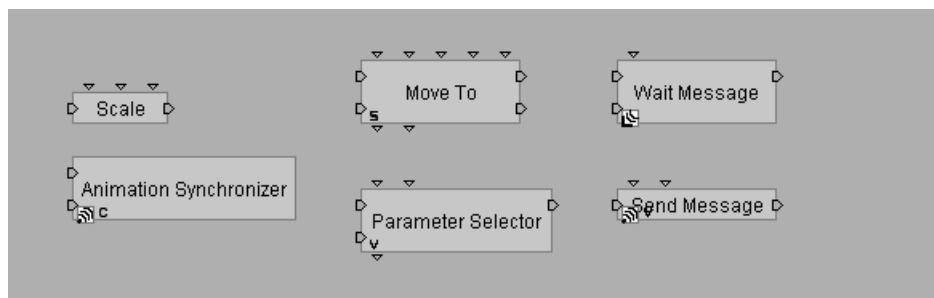 Scale
Move To
S
Wait Message
Animation Synchronizer
C
Parameter Selector
V
Send Message
V